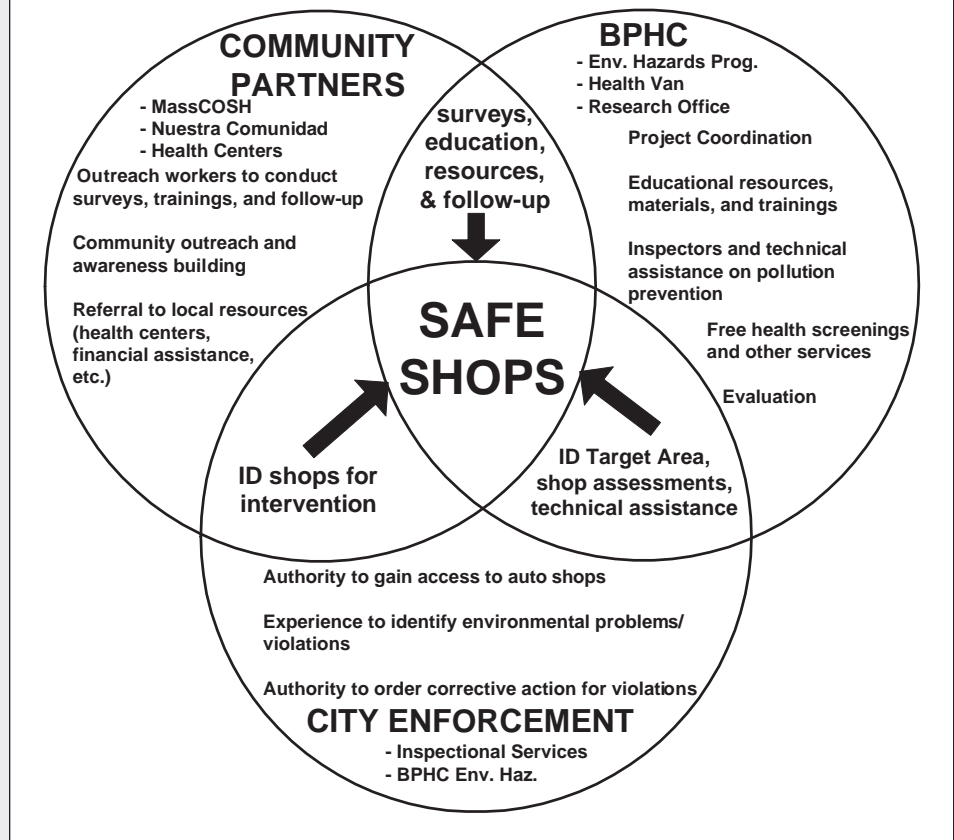 COMMUNITY
PARTNERS
- MassCOSH
- Nuestra Comunidad
- Health Centers
Outreach workers to conduct
surveys, trainings, and follow-up
Community outreach and
awareness building
Referral to local resources
(health centers,
financial assistance,
etc.)
surveys,
education,
resources,
& follow-up
BPHC
- Env. Hazards Prog.
- Health Van
- Research Office
Project Coordination
Educational resources,
materials, and trainings
Inspectors and technical
assistance on pollution
prevention
Free health screenings
and other services
Evaluation
SAFE
SHOPS
ID shops for
intervention
ID Target Area,
shop assessments,
technical assistance
Authority to gain access to auto shops
Experience to identify environmental problems/
violations
Authority to order corrective action for violations
CITY ENFORCEMENT
- Inspectional Services
- BPHC Env. Haz.